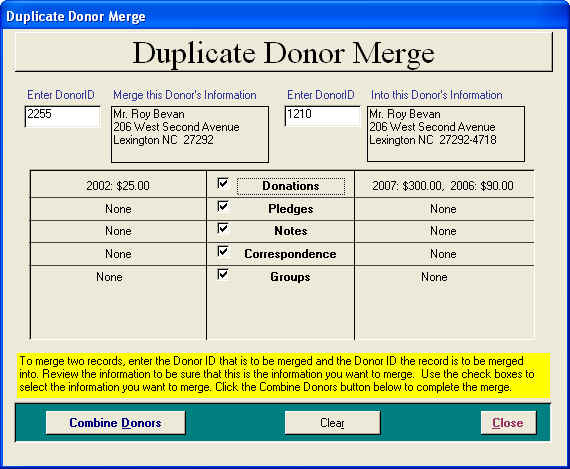 Duplicate Donor Merge
Duplicate Donor Merge
Enter DonorID Merge this Donor's Information Enter DonorID Into this Donor's Information
2255 Mr. Roy Bevan 1210 Mr. Roy Bevan
206 West Second Avenue 206 West Second Avenue
Lexington NC 27292 Lexington NC 27292-4718
2002: $25.00 Donations 2007: $300.00, 2006: $90.00
None Pledges None
None Notes None
None Correspondence None
None Groups None
To merge two records, enter the Donor ID that is to be merged and the Donor ID the record is to be merged
into. Review the information to be sure that this is the information you want to merge. Use the check boxes to
select the information you want to merge. Click the Combine Donors button below to complete the merge.
Combine Donors Clear Close